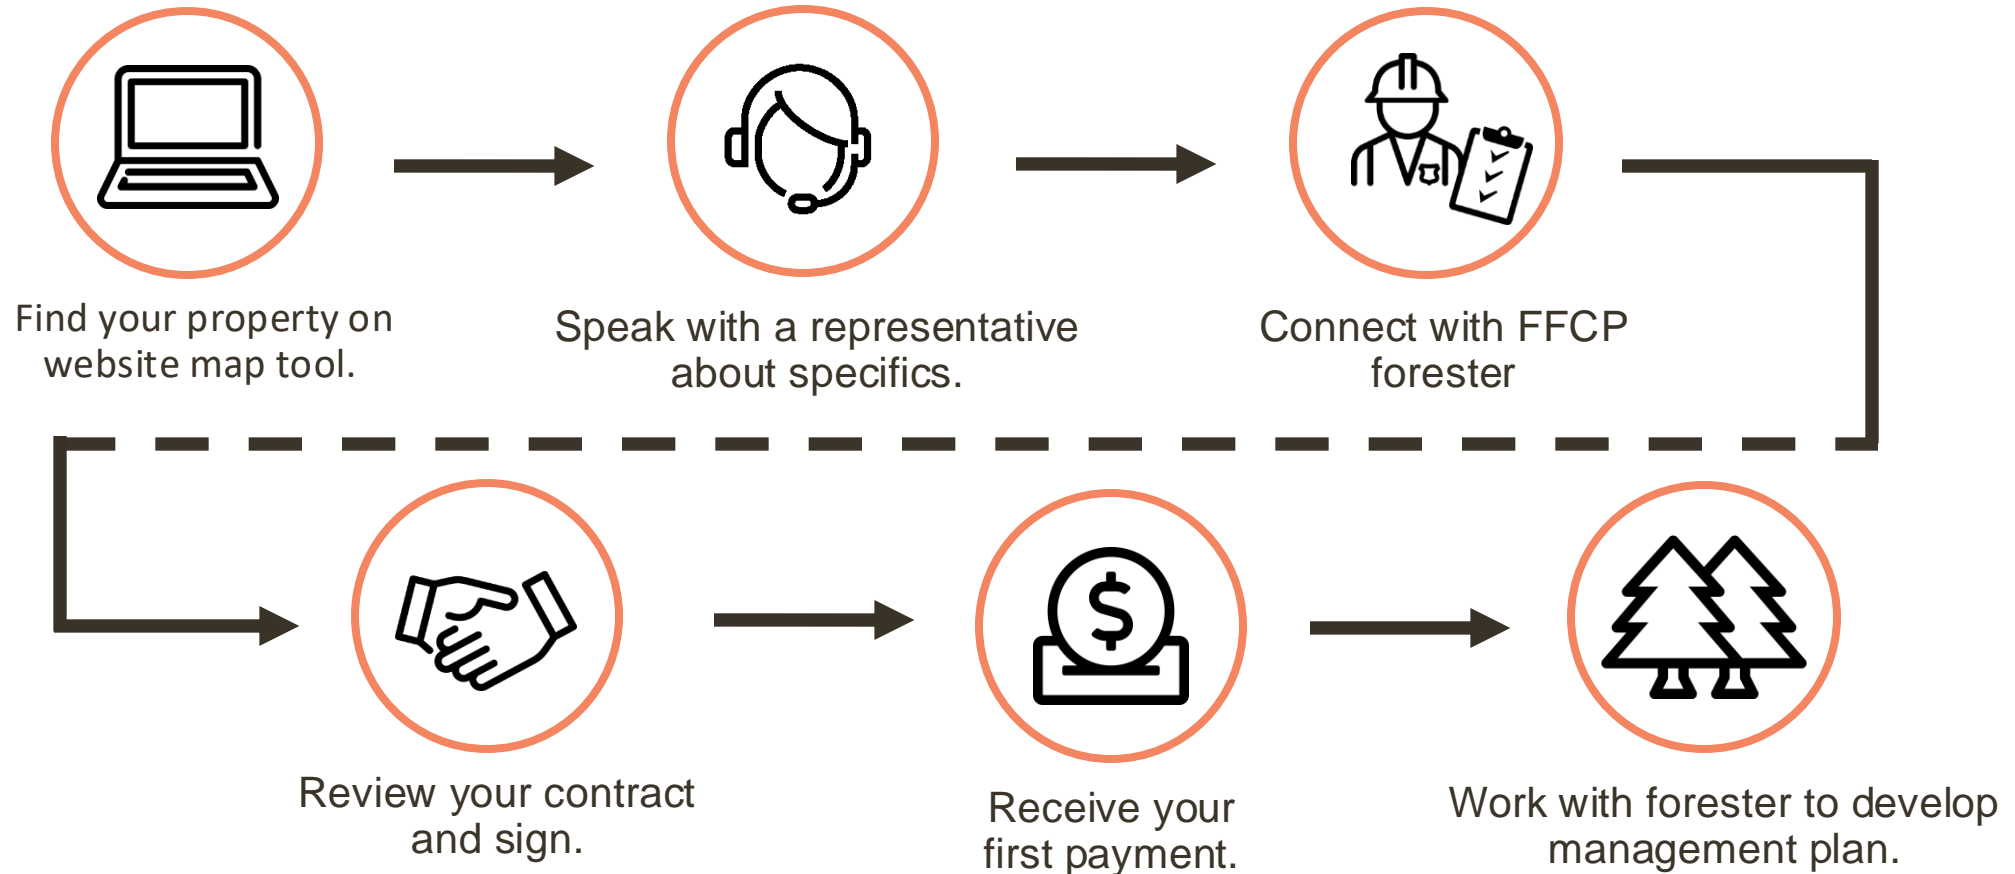 Find your property on
website map tool.
Speak with a representative
about specifics.
Connect with FFCP
forester
Review your contract
and sign.
Receive your
first payment.
Work with forester to develop
management plan.